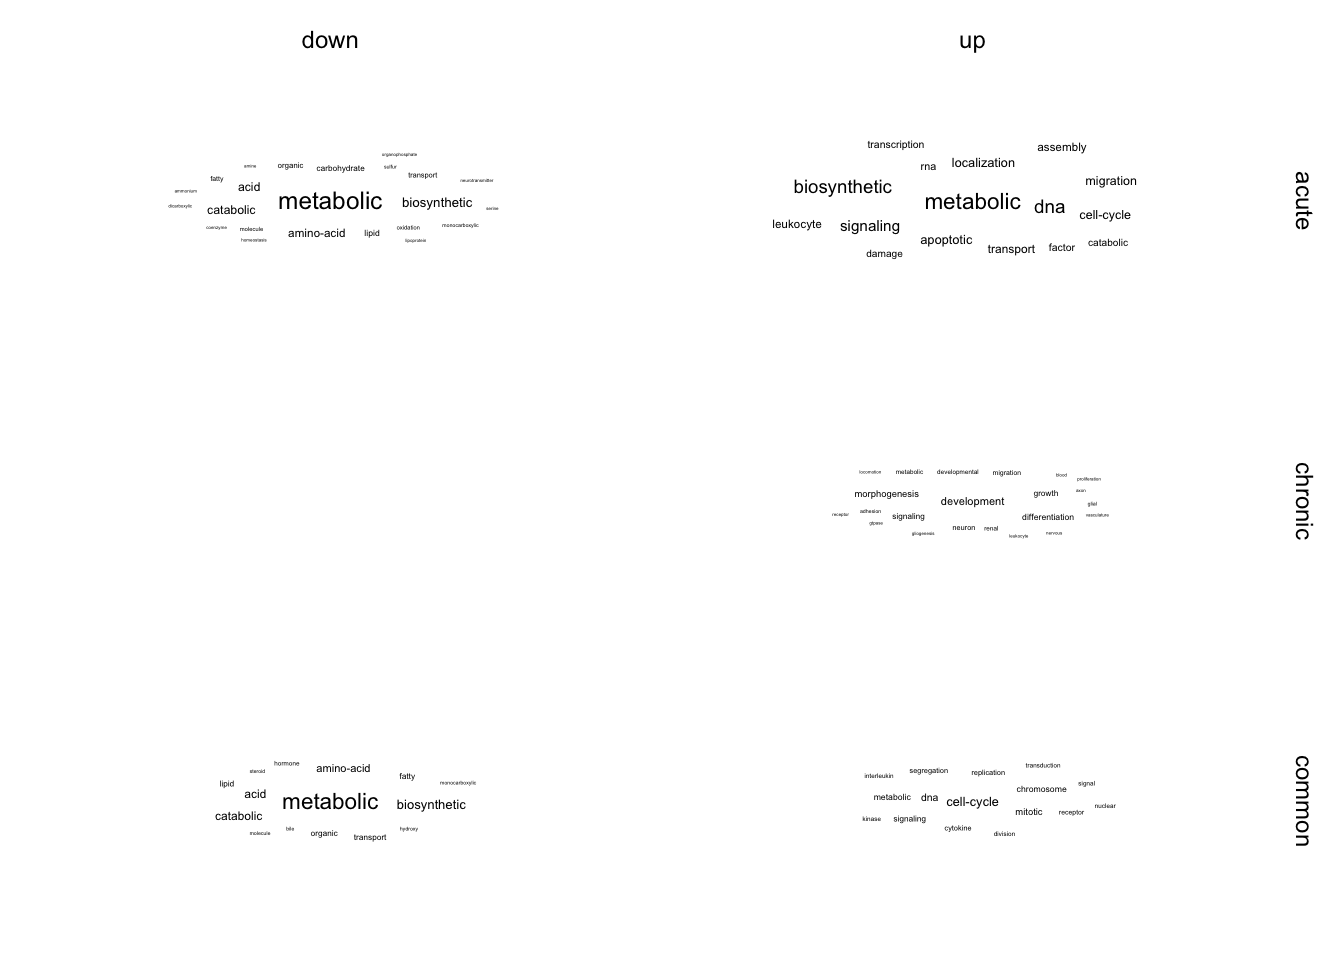 down up
organophosphate
amine organic carbohydrate sulfur
transport
fatty neurotransmitter
acid
ammonium
metabolic biosynthetic
dicarboxylic catabolic
coenzyme molecule oxidation monocarboxylic
amino-acid lipid
homeostasis lipoprotein
transcription assembly
rna localization
migration
biosynthetic
metabolic dna cell-cycle
leukocyte signaling
apoptotic transport factor catabolic
damage
acute
locomotion metabolic developmental migration blood
proliferation
morphogenesis growth axon
development glial
receptor adhesion signaling differentiation vasculature
gtpase
neuron renal
gliogenesis leukocyte nervous
chronic
hormone amino-acid
steroid fatty
lipid monocarboxylic
acid metabolic biosynthetic
catabolic
molecule bile organic transport hydroxy
transduction
interleukin segregation replication
signal
chromosome
metabolic dna cell-cycle nuclear
mitotic receptor
kinase signaling
cytokine division
common